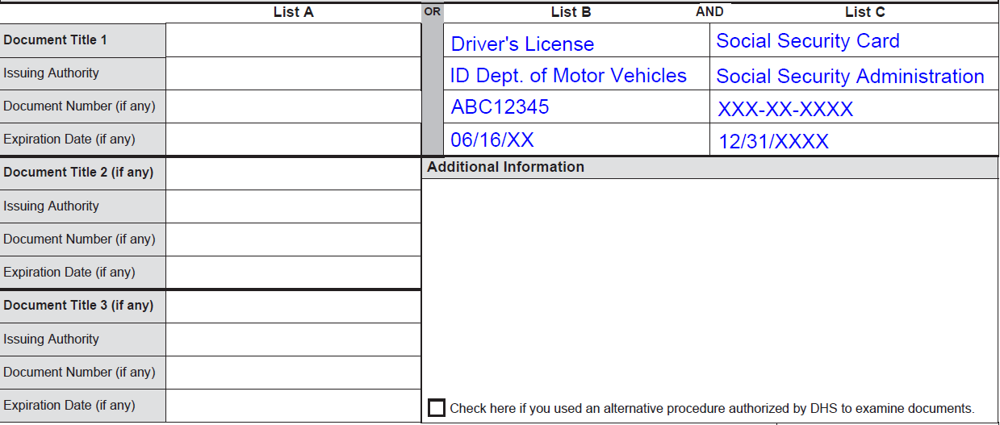 List A OR List B AND List C
Document Title 1 Driver's License Social Security Card
Issuing Authority ID Dept. of Motor Vehicles Social Security Administration
Document Number (if any) ABC12345 XXX-XX-XXXX
Expiration Date (if any) 06/16/XX 12/31/XXXX
Document Title 2 (if any) Additional Information
Issuing Authority
Document Number (if any)
Expiration Date (if any)
Document Title 3 (if any)
Issuing Authority
Document Number (if any)
Expiration Date (if any) Check here if you used an alternative procedure authorized by DHS to examine documents.